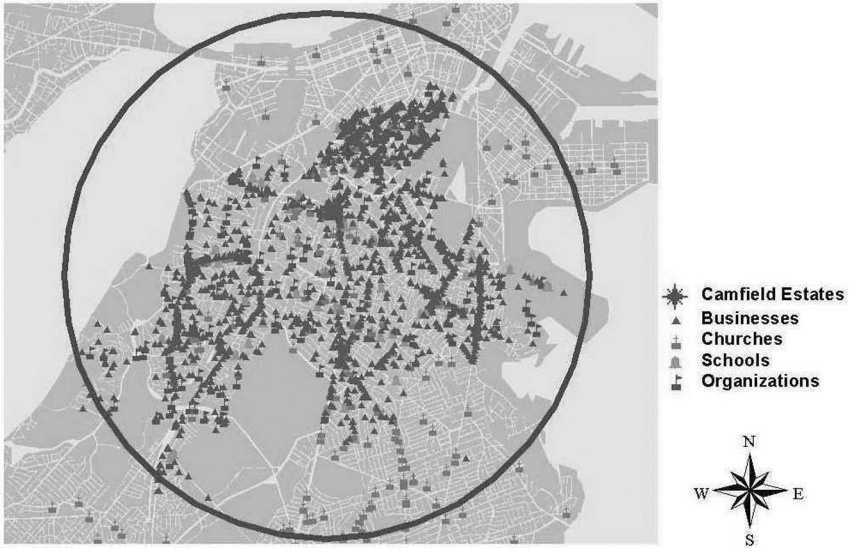 Camfield Estates
Businesses
Churches
Schools
Organizations
N
W E
S